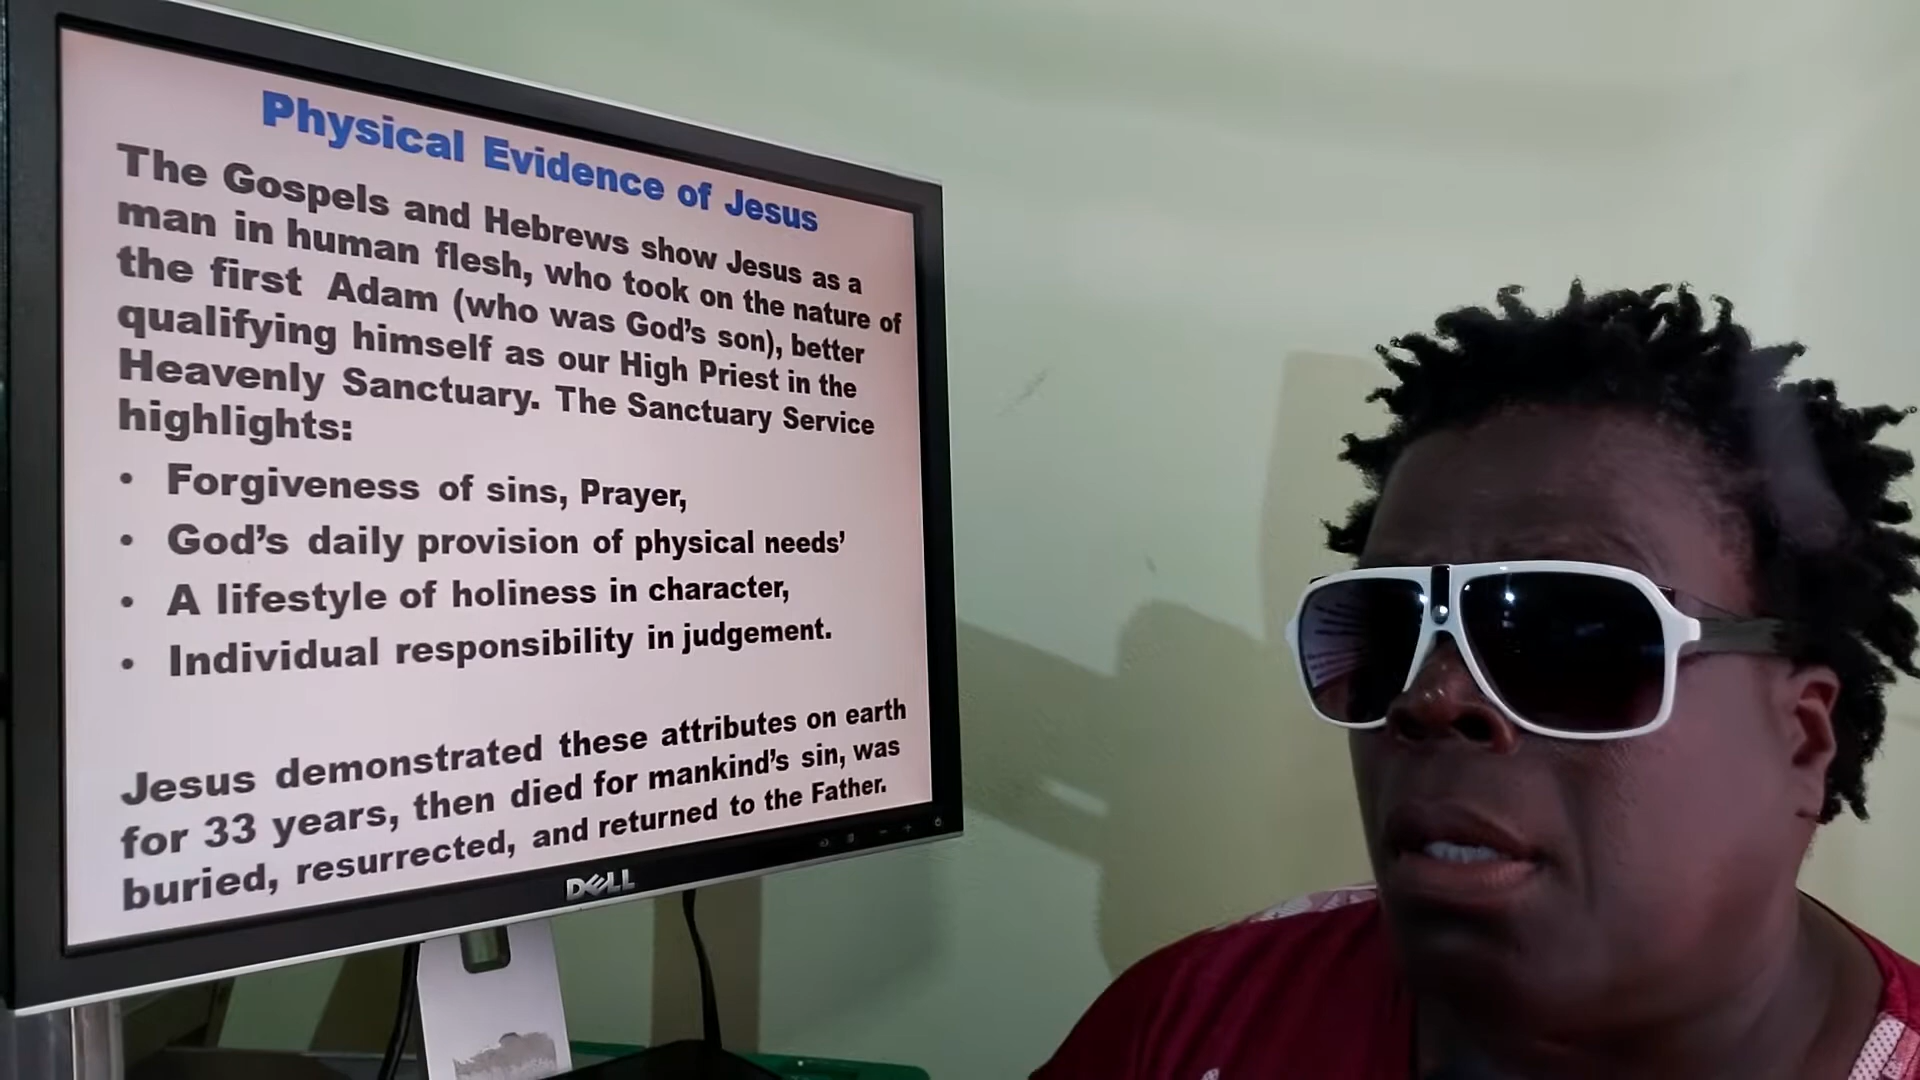 Physical Evidence of Jesus
The Gospels and Hebrews show Jesus as a
man in human flesh, who took on the nature of
the first Adam (who was God's son), better
qualifying himself as our High Priest in the
Heavenly Sanctuary. The Sanctuary Service
highlights:
• Forgiveness of sins, Prayer,
• God's daily provision of physical needs'
• A lifestyle of holiness in character,
• Individual responsibility in judgement.
Jesus demonstrated these attributes on earth
for 33 years, then died for mankind's sin, was
buried, resurrected, and returned to the Father.
DELL